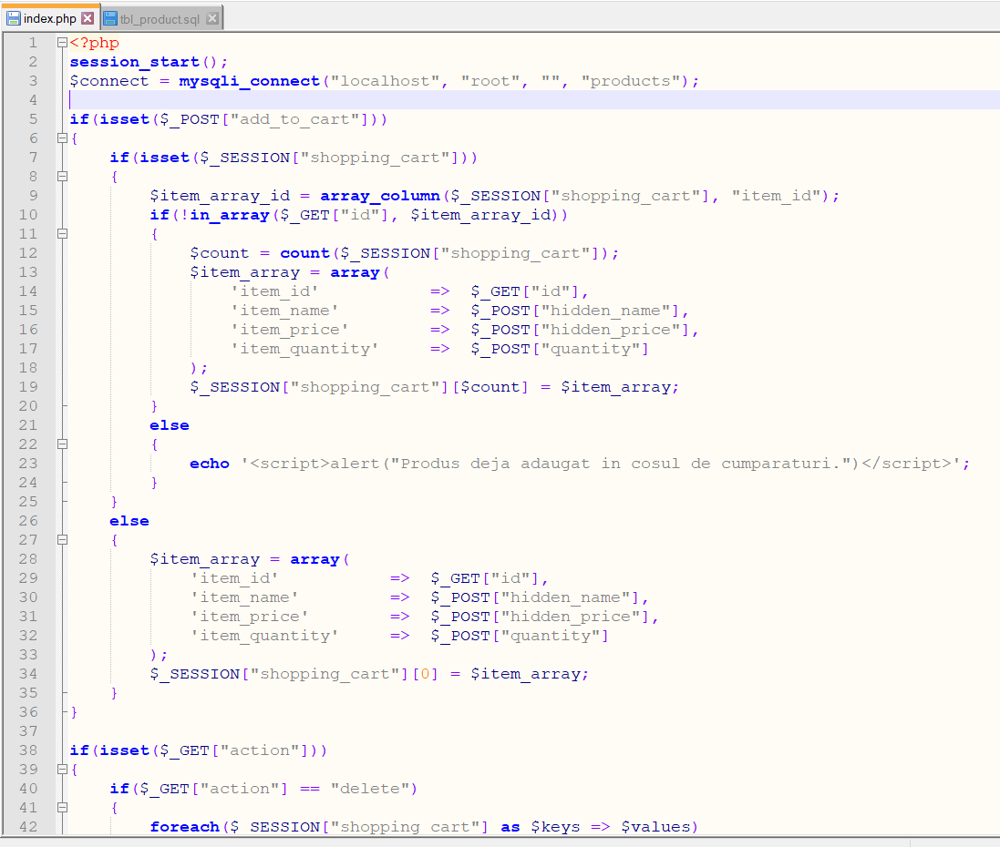 index.php tbl_product.sql
1 <?php
2 session_start();
3 $connect = mysqli_connect("localhost", "root", "", "products");
4
5 if(isset($_POST["add_to_cart"]))
6 {
7 if(isset($_SESSION["shopping_cart"]))
8 {
9 $item_array_id = array_column($_SESSION["shopping_cart"], "item_id");
10 if(!in_array($_GET["id"], $item_array_id))
11 {
12 $count = count($_SESSION["shopping_cart"]);
13 $item_array = array(
14 'item_id' => $_GET["id"],
15 'item_name' => $_POST["hidden_name"],
16 'item_price' => $_POST["hidden_price"],
17 'item_quantity' => $_POST["quantity"]
18 );
19 $_SESSION["shopping_cart"][$count] = $item_array;
20 }
21 else
22 {
23 echo '<script>alert("Produs deja adaugat in cosul de cumparaturi.")</script>';
24 }
25 }
26 else
27 {
28 $item_array = array(
29 'item_id' => $_GET["id"],
30 'item_name' => $_POST["hidden_name"],
31 'item_price' => $_POST["hidden_price"],
32 'item_quantity' => $_POST["quantity"]
33 );
34 $_SESSION["shopping_cart"][0] = $item_array;
35 }
36 }
37
38 if(isset($_GET["action"]))
39 {
40 if($_GET["action"] == "delete")
41 {
42 foreach($_SESSION["shopping_cart"] as $keys => $values)